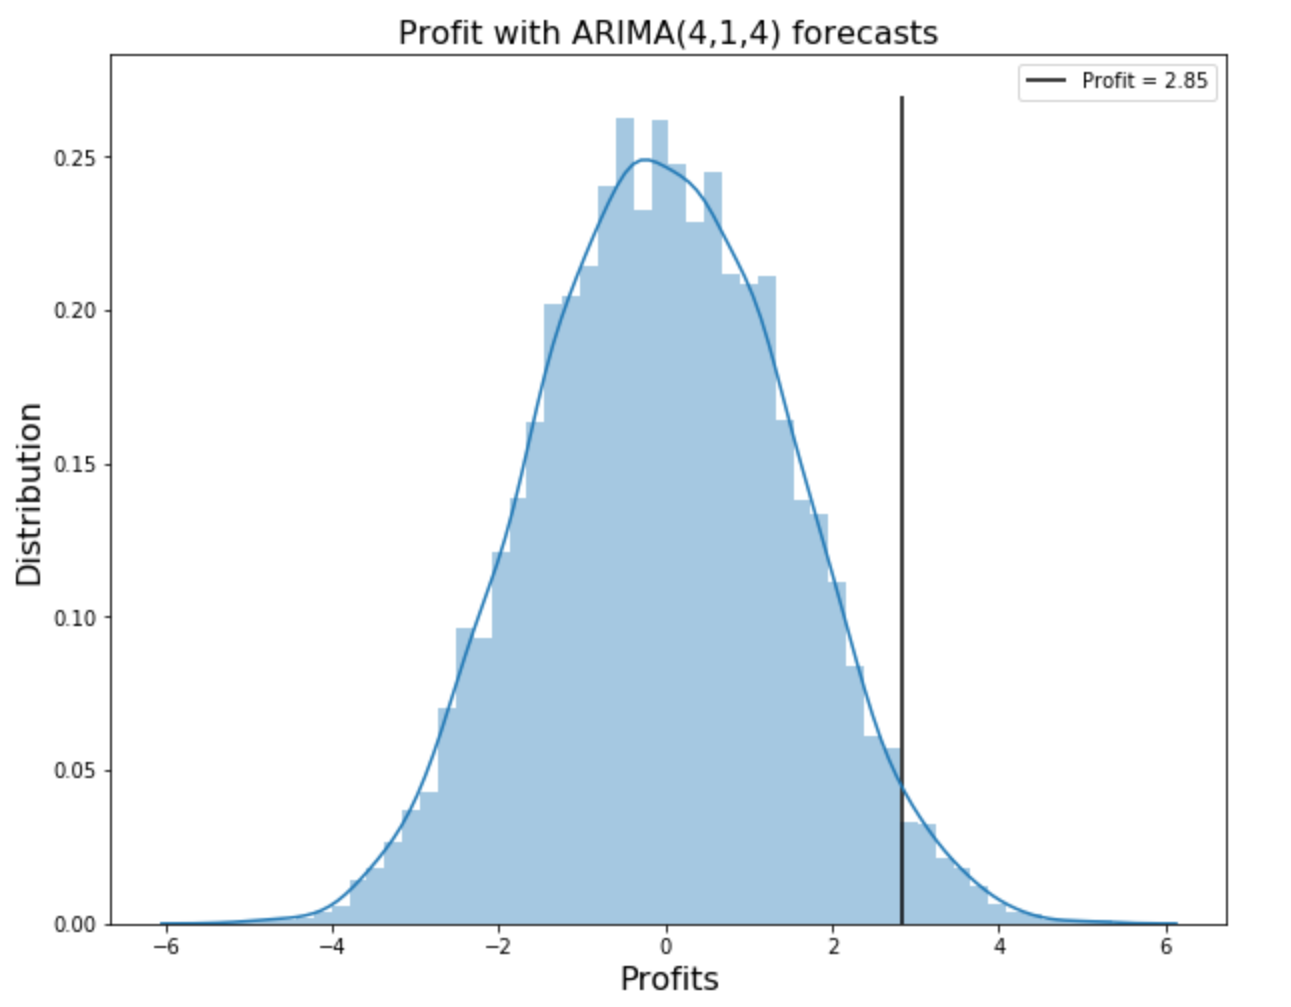 Profit with ARIMA(4,1,4) forecasts
Profit = 2.85
0.25
0.20
0.15
0.10
0.05
0.00
Distribution
−6 −4 −2 0 2 4 6
Profits